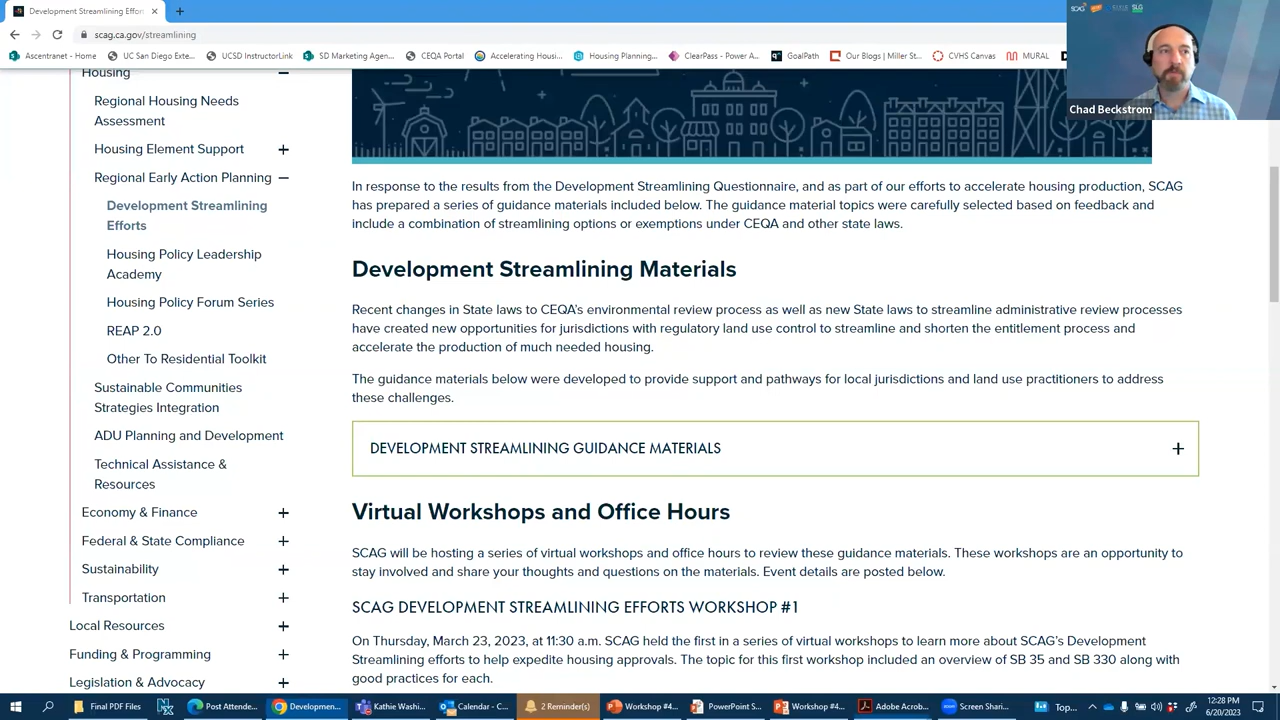 Development Streamlining Effor
scag.ca.gov/streamlining
Ascentranet - Home
UC San Diego Exte...
UCSD InstructorLink
SD Marketing Agen...
CEQA Portal
Accelerating Housi...
Housing Planning...
ClearPass - Power A...
GoalPath
Our Blogs | Miller St...
CVHS Canvas
MURAL
SCAG
SLG
Chad Beckstrom
Housing
Regional Housing Needs
Assessment
Housing Element Support
Regional Early Action Planning
Development Streamlining
Efforts
Housing Policy Leadership
Academy
Housing Policy Forum Series
REAP 2.0
Other To Residential Toolkit
Sustainable Communities
Strategies Integration
ADU Planning and Development
Technical Assistance &
Resources
Economy & Finance
Federal & State Compliance
Sustainability
Transportation
Local Resources
Funding & Programming
Legislation & Advocacy
In response to the results from the Development Streamlining Questionnaire, and as part of our efforts to accelerate housing production, SCAG
has prepared a series of guidance materials included below. The guidance material topics were carefully selected based on feedback and
include a combination of streamlining options or exemptions under CEQA and other state laws.
Development Streamlining Materials
Recent changes in State laws to CEQA's environmental review process as well as new State laws to streamline administrative review processes
have created new opportunities for jurisdictions with regulatory land use control to streamline and shorten the entitlement process and
accelerate the production of much needed housing.
The guidance materials below were developed to provide support and pathways for local jurisdictions and land use practitioners to address
these challenges.
DEVELOPMENT STREAMLINING GUIDANCE MATERIALS
Virtual Workshops and Office Hours
SCAG will be hosting a series of virtual workshops and office hours to review these guidance materials. These workshops are an opportunity to
stay involved and share your thoughts and questions on the materials. Event details are posted below.
SCAG DEVELOPMENT STREAMLINING EFFORTS WORKSHOP #1
On Thursday, March 23, 2023, at 11:30 a.m. SCAG held the first in a series of virtual workshops to learn more about SCAG's Development
Streamlining efforts to help expedite housing approvals. The topic for this first workshop included an overview of SB 35 and SB 330 along with
good practices for each.
Final PDF Files
Post Attende...
Developmen...
Kathie Washi...
Calendar - C...
2 Reminder(s)
Workshop #4...
PowerPoint S...
Workshop #4...
Adobe Acrob...
Screen Shari...
Top...
12:28 PM
6/20/2023